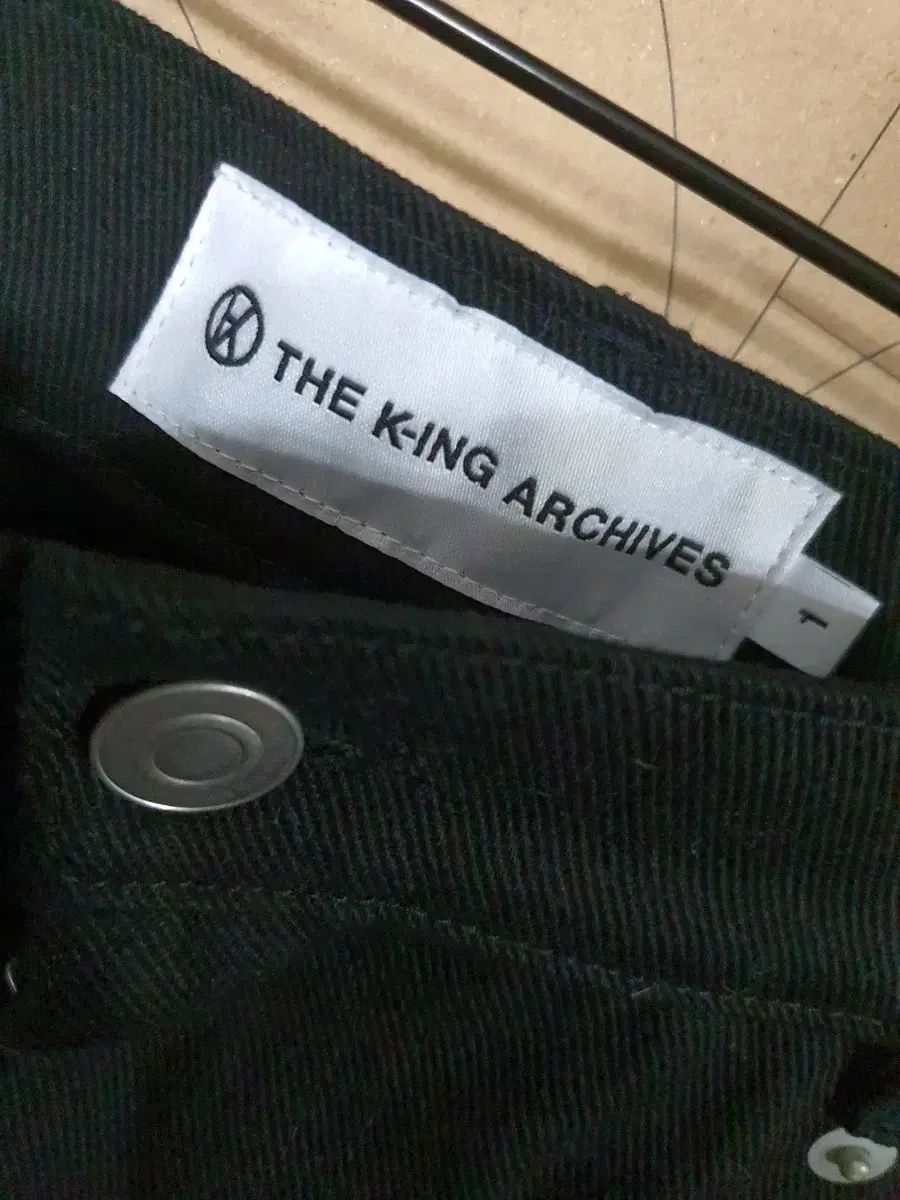 THE K-ING ARCHIVES
1